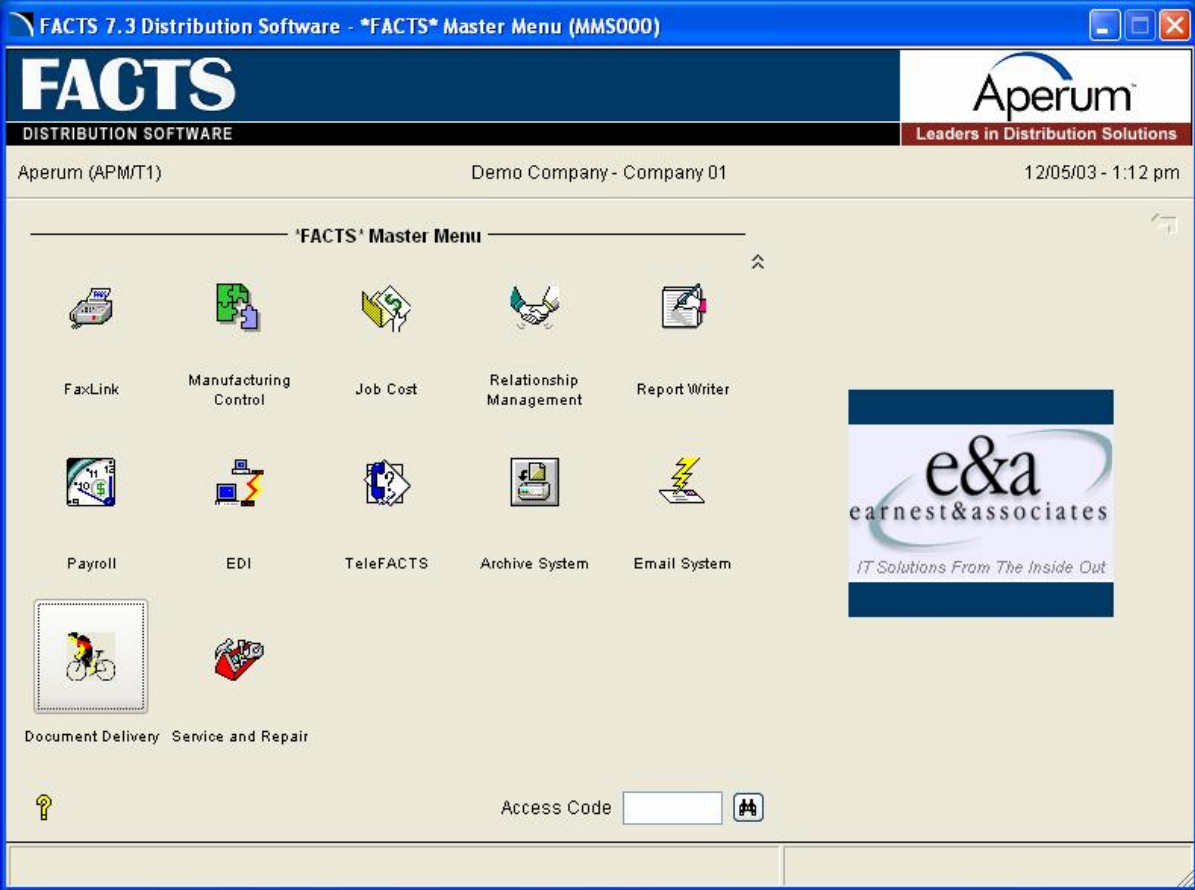 FACTS 7.3 Distribution Software - *FACTS* Master Menu (MMS000)
FACTS
DISTRIBUTION SOFTWARE
Aperum™
Leaders in Distribution Solutions
Aperum (APM/T1)
Demo Company - Company 01
12/05/03 - 1:12 pm
*FACTS* Master Menu
FaxLink
Manufacturing
Control
Job Cost
Relationship
Management
Report Writer
Payroll
EDI
TeleFACTS
Archive System
Email System
Document Delivery
Service and Repair
e&a
earnest&associates
IT Solutions From The Inside Out
Access Code